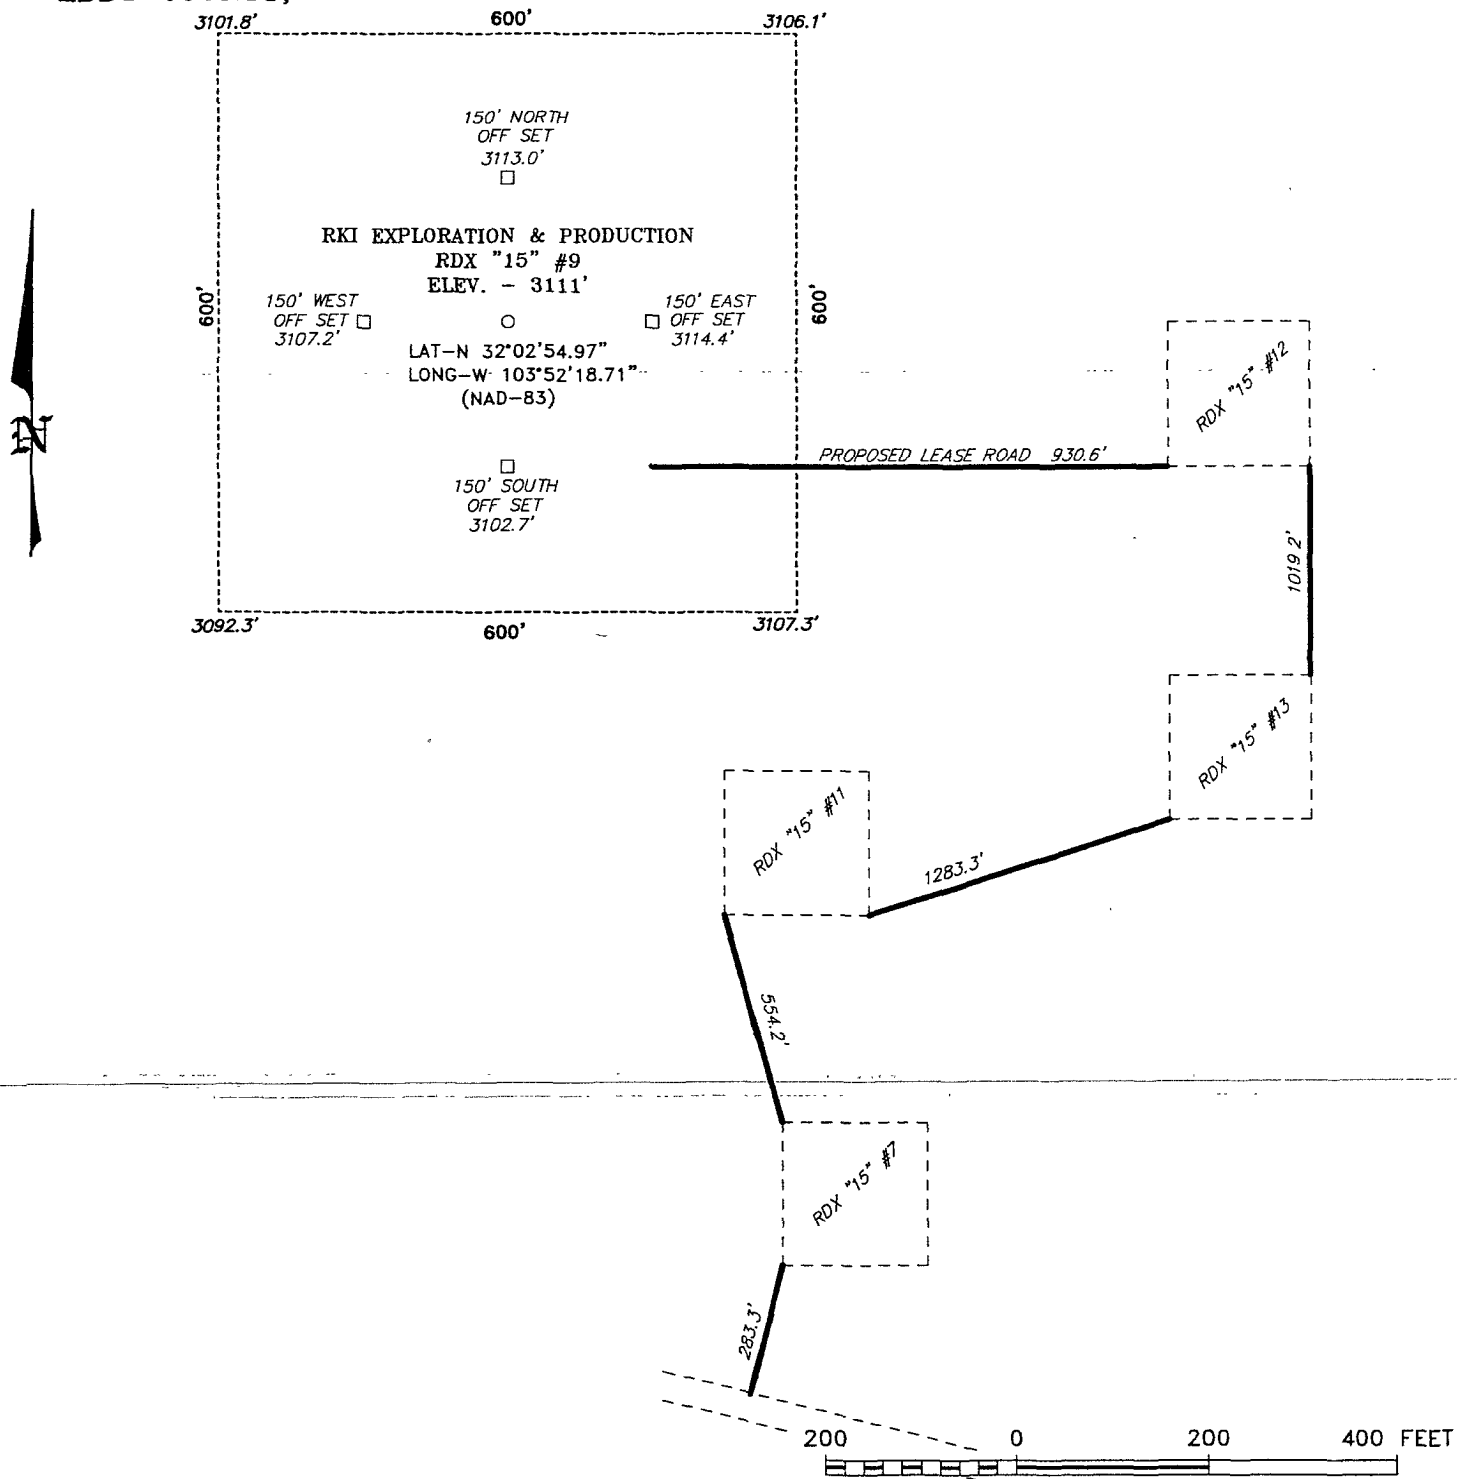 3101.8'
600'
3106.1'
150' NORTH
OFF SET
3113.0'
RKI EXPLORATION & PRODUCTION
RDX "15" #9
ELEV. - 3111'
600'
150' WEST
OFF SET
3107.2'
150' EAST
OFF SET
3114.4'
600'
LAT-N 32°02'54.97"
LONG-W 103°52'18.71"
(NAD-83)
N
RDX "15" #12
PROPOSED LEASE ROAD 930.6'
150' SOUTH
OFF SET
3102.7'
1019 2'
3092.3'
600'
3107.3'
RDX "15" #13
RDX "15" #11
1283.3'
554.2'
RDX "15" #7
283.3'
200 0 200 400 FEET